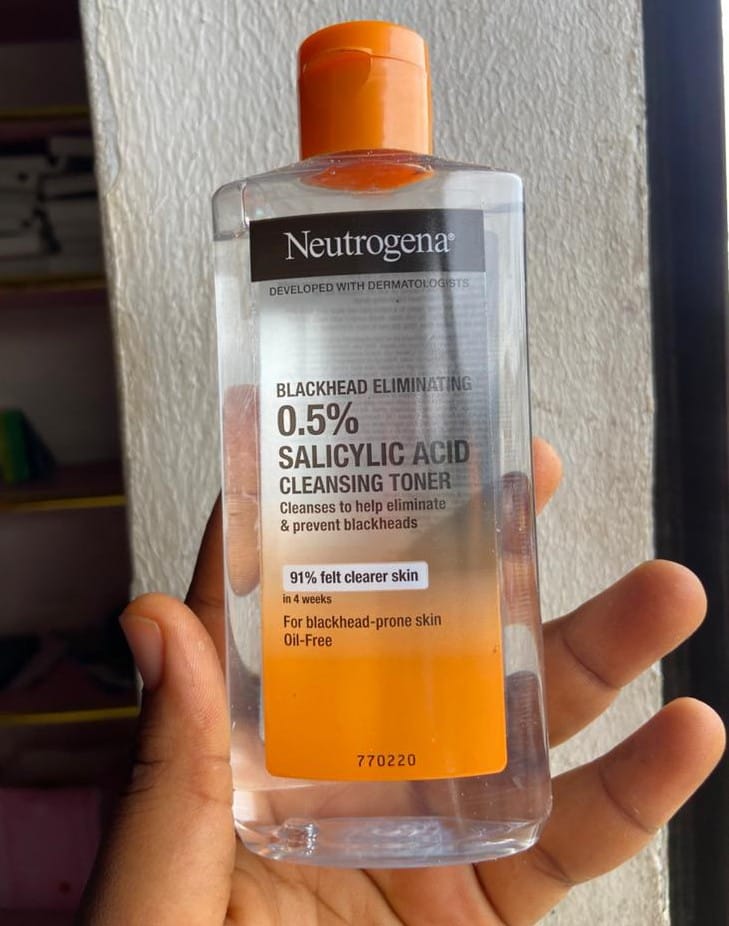 Neutrogena®
DEVELOPED WITH DERMATOLOGISTS
BLACKHEAD ELIMINATING
0.5%
SALICYLIC ACID
CLEANSING TONER
Cleanses to help eliminate
& prevent blackheads
91% felt clearer skin
in 4 weeks
For blackhead-prone skin
Oil-Free
770220